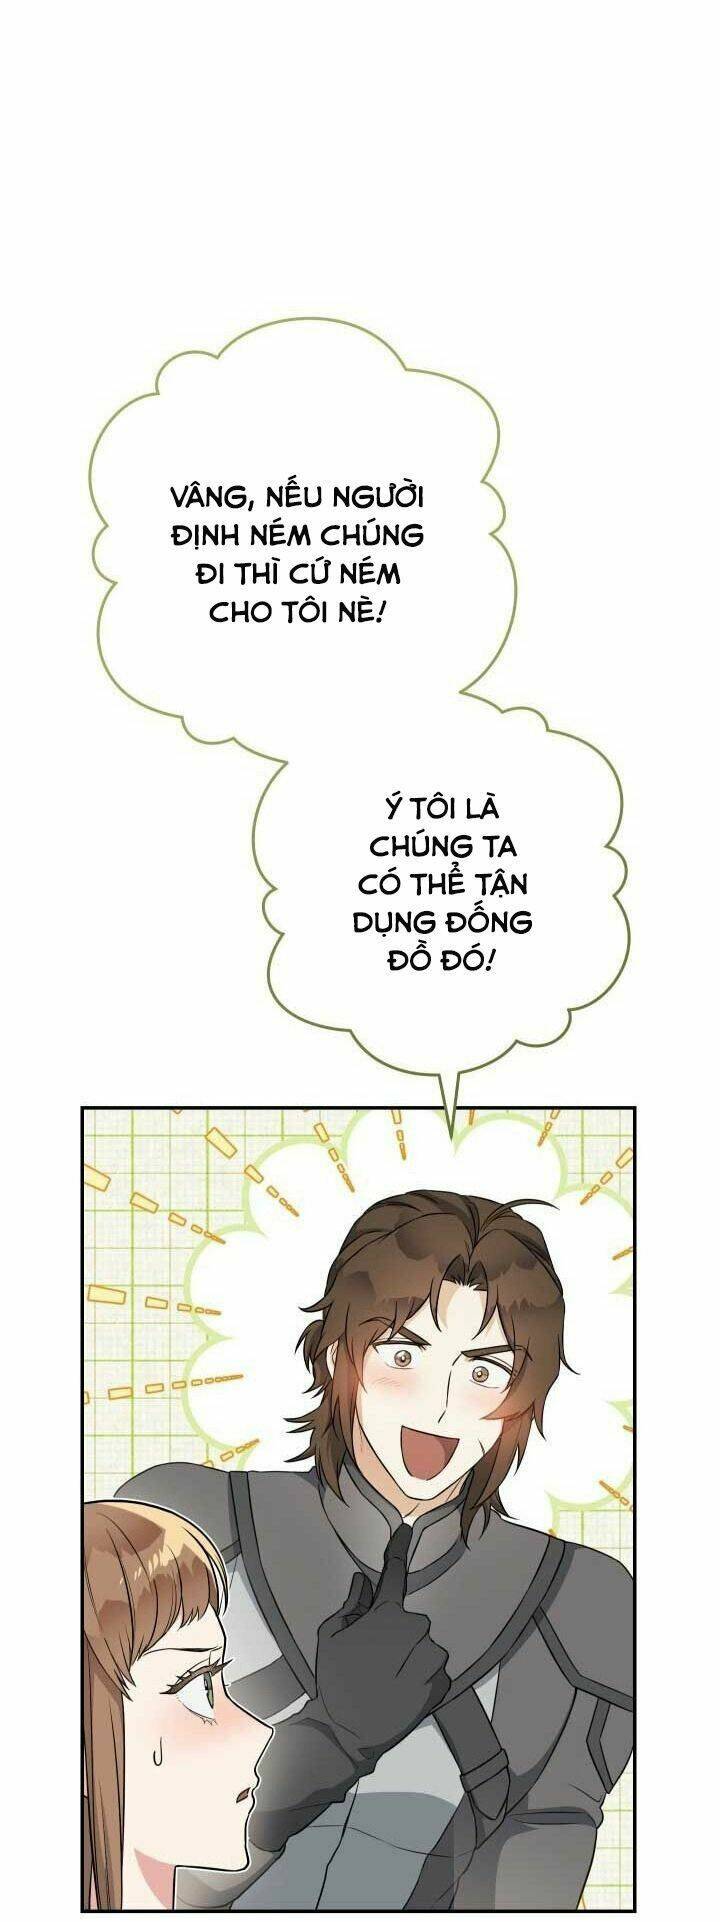 VÂNG, NẾU NGƯỜI
ĐỊNH NÉM CHÚNG
ĐI THÌ CỨ NÉM
CHO TÔI NÈ!
Ý TÔI LÀ
CHÚNG TA
CÓ THỂ TẬN
DỤNG ĐỐNG
ĐỒ ĐÓ!